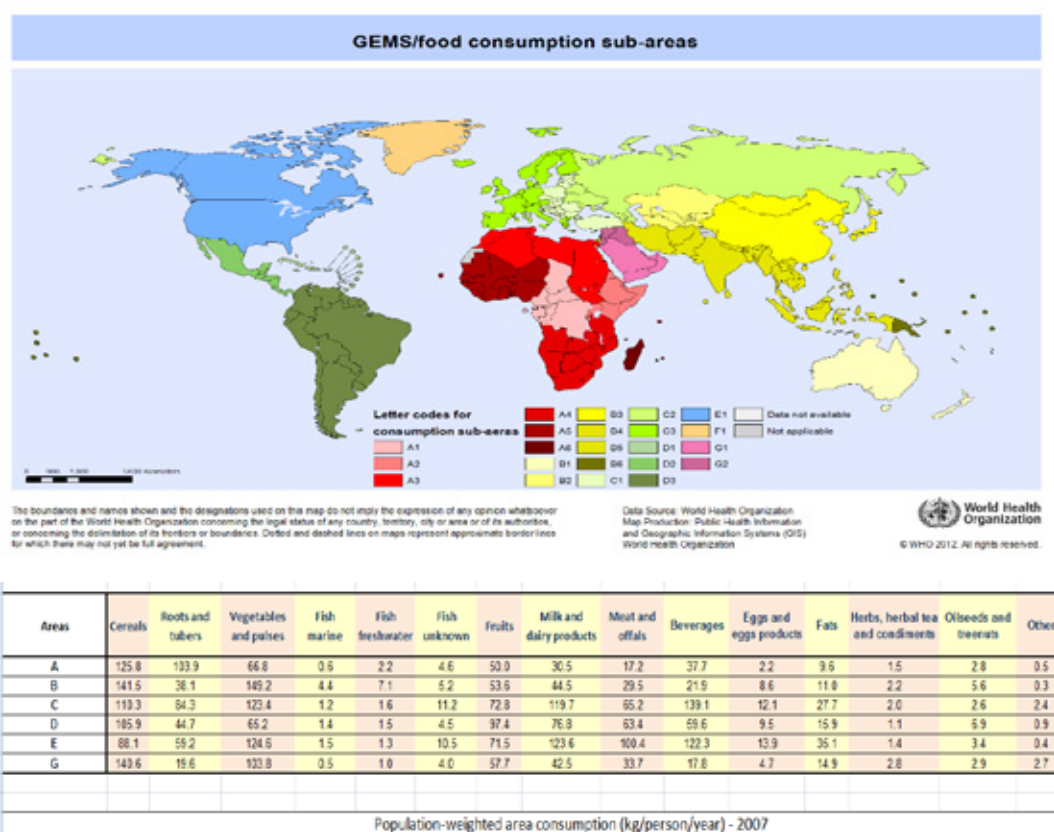 GEMS/food consumption sub-areas
Letter codes for
consumption sub-aeras
A1
A2
A3
A4
A5
A6
B1
B2
B3
B4
B5
B6
C1
C2
C3
D1
D2
D3
E1
F1
G1
G2
Data not available
Not applicable
The boundaries and names shown and the designations used on this map do not imply the expression of any opinion whatsoever
on the part of the World Health Organization concerning the legal status of any country, territory, city or area or of its authorities,
or concerning the delimitation of its frontiers or boundaries. Dotted and dashed lines on maps represent approximate border lines
for which there may not yet be full agreement.
Data Source: World Health Organization
Map Production: Public Health Information
and Geographic Information Systems (GIS)
World Health Organization
World Health
Organization
© WHO 2012. All rights reserved.
Areas Cereals Roots and tubers Vegetables and pulses Fish marine Fish freshwater Fish unknown Fruits Milk and dairy products Meat and offals Beverages Eggs and eggs products Fats Herbs, herbal tea and condiments Oilseeds and treenuts Other
A 125.8 103.9 66.8 0.6 2.2 4.6 50.0 30.5 17.2 37.7 2.2 9.6 1.5 2.8 0.5
B 141.5 38.1 149.2 4.4 7.1 5.2 53.6 44.5 29.5 21.9 8.6 11.0 2.2 5.6 0.3
C 110.3 64.3 123.4 1.2 1.6 11.2 72.8 119.7 65.2 139.1 12.1 27.7 2.0 2.6 2.4
D 105.9 44.7 65.2 1.4 1.5 4.5 97.4 76.8 63.4 59.6 9.5 15.9 1.1 6.9 0.9
E 88.1 59.2 124.6 1.5 1.3 10.5 71.5 123.6 100.4 122.3 13.9 35.1 1.4 3.4 0.4
G 140.6 19.6 103.8 0.5 1.0 4.0 57.7 42.5 33.7 17.8 4.7 14.9 2.8 2.9 2.7
Population-weighted area consumption (kg/person/year) - 2007